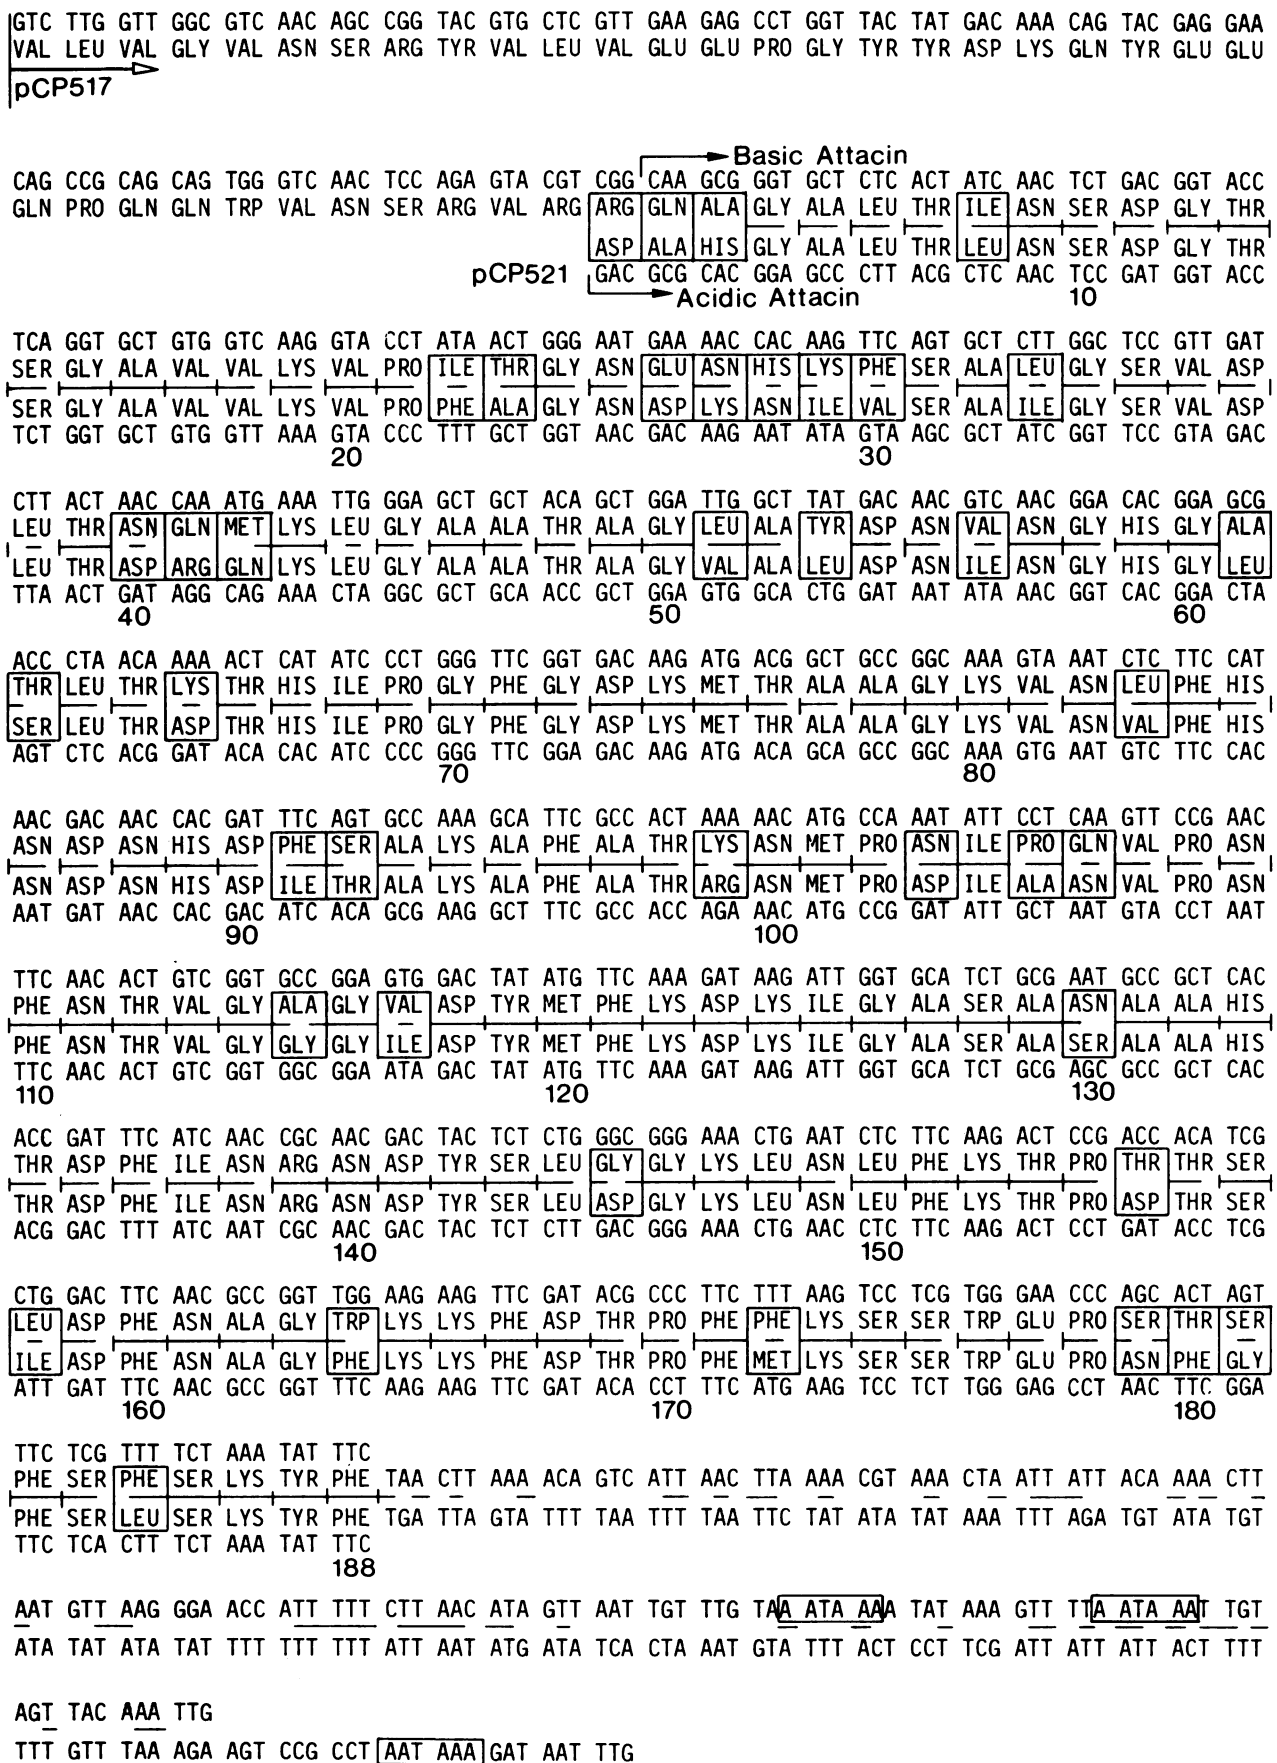 GTC TTG GTT GGC GTC AAC AGC CGG TAC GTG CTC GTT GAA GAG CCT GGT TAC TAT GAC AAA CAG TAC GAG GAA
VAL LEU VAL GLY VAL ASN SER ARG TYR VAL LEU VAL GLU GLU PRO GLY TYR TYR ASP LYS GLN TYR GLU GLU
pCP517
Basic Attacin
CAG CCG CAG CAG TGG GTC AAC TCC AGA GTA CGT CGG CAA GCG GGT GCT CTC ACT ATC AAC TCT GAC GGT ACC
GLN PRO GLN GLN TRP VAL ASN SER ARG VAL ARG ARG GLN ALA GLY ALA LEU THR ILE ASN SER ASP GLY THR
ASP ALA HIS GLY ALA LEU THR LEU ASN SER ASP GLY THR
pCP521 GAC GCG CAC GGA GCC CTT ACG CTC AAC TCC GAT GGT ACC
Acidic Attacin 10
TCA GGT GCT GTG GTC AAG GTA CCT ATA ACT GGG AAT GAA AAC CAC AAG TTC AGT GCT CTT GGC TCC GTT GAT
SER GLY ALA VAL VAL LYS VAL PRO ILE THR GLY ASN GLU ASN HIS LYS PHE SER ALA LEU GLY SER VAL ASP
SER GLY ALA VAL VAL LYS VAL PRO PHE ALA GLY ASN ASP LYS ASN ILE VAL SER ALA ILE GLY SER VAL ASP
TCT GGT GCT GTG GTT AAA GTA CCC TTT GCT GGT AAC GAC AAG AAT ATA GTA AGC GCT ATC GGT TCC GTA GAC
20 30
CTT ACT AAC CAA ATG AAA TTG GGA GCT GCT ACA GCT GGA TTG GCT TAT GAC AAC GTC AAC GGA CAC GGA GCG
LEU THR ASN GLN MET LYS LEU GLY ALA ALA THR ALA GLY LEU ALA TYR ASP ASN VAL ASN GLY HIS GLY ALA
LEU THR ASP ARG GLN LYS LEU GLY ALA ALA THR ALA GLY VAL ALA LEU ASP ASN ILE ASN GLY HIS GLY LEU
TTA ACT GAT AGG CAG AAA CTA GGC GCT GCA ACC GCT GGA GTG GCA CTG GAT AAT ATA AAC GGT CAC GGA CTA
40 50 60
ACC CTA ACA AAA ACT CAT ATC CCT GGG TTC GGT GAC AAG ATG ACG GCT GCC GGC AAA GTA AAT CTC TTC CAT
THR LEU THR LYS THR HIS ILE PRO GLY PHE GLY ASP LYS MET THR ALA ALA GLY LYS VAL ASN LEU PHE HIS
SER LEU THR ASP THR HIS ILE PRO GLY PHE GLY ASP LYS MET THR ALA ALA GLY LYS VAL ASN VAL PHE HIS
AGT CTC ACG GAT ACA CAC ATC CCC GGG TTC GGA GAC AAG ATG ACA GCA GCC GGC AAA GTG AAT GTC TTC CAC
70 80
AAC GAC AAC CAC GAT TTC AGT GCC AAA GCA TTC GCC ACT AAA AAC ATG CCA AAT ATT CCT CAA GTT CCG AAC
ASN ASP ASN HIS ASP PHE SER ALA LYS ALA PHE ALA THR LYS ASN MET PRO ASN ILE PRO GLN VAL PRO ASN
ASN ASP ASN HIS ASP ILE THR ALA LYS ALA PHE ALA THR ARG ASN MET PRO ASP ILE ALA ASN VAL PRO ASN
AAT GAT AAC CAC GAC ATC ACA GCG AAG GCT TTC GCC ACC AGA AAC ATG CCG GAT ATT GCT AAT GTA CCT AAT
90 100
TTC AAC ACT GTC GGT GCC GGA GTG GAC TAT ATG TTC AAA GAT AAG ATT GGT GCA TCT GCG AAT GCC GCT CAC
PHE ASN THR VAL GLY ALA GLY VAL ASP TYR MET PHE LYS ASP LYS ILE GLY ALA SER ALA ASN ALA ALA HIS
PHE ASN THR VAL GLY GLY GLY ILE ASP TYR MET PHE LYS ASP LYS ILE GLY ALA SER ALA SER ALA ALA HIS
TTC AAC ACT GTC GGT GGC GGA ATA GAC TAT ATG TTC AAA GAT AAG ATT GGT GCA TCT GCG AGC GCC GCT CAC
110 120 130
ACC GAT TTC ATC AAC CGC AAC GAC TAC TCT CTG GGC GGG AAA CTG AAT CTC TTC AAG ACT CCG ACC ACA TCG
THR ASP PHE ILE ASN ARG ASN ASP TYR SER LEU GLY GLY LYS LEU ASN LEU PHE LYS THR PRO THR THR SER
THR ASP PHE ILE ASN ARG ASN ASP TYR SER LEU ASP GLY LYS LEU ASN LEU PHE LYS THR PRO ASP THR SER
ACG GAC TTT ATC AAT CGC AAC GAC TAC TCT CTT GAC GGG AAA CTG AAC CTC TTC AAG ACT CCT GAT ACC TCG
140 150
CTG GAC TTC AAC GCC GGT TGG AAG AAG TTC GAT ACG CCC TTC TTT AAG TCC TCG TGG GAA CCC AGC ACT AGT
LEU ASP PHE ASN ALA GLY TRP LYS LYS PHE ASP THR PRO PHE PHE LYS SER SER TRP GLU PRO SER THR SER
ILE ASP PHE ASN ALA GLY PHE LYS LYS PHE ASP THR PRO PHE MET LYS SER SER TRP GLU PRO ASN PHE GLY
ATT GAT TTC AAC GCC GGT TTC AAG AAG TTC GAT ACA CCT TTC ATG AAG TCC TCT TGG GAG CCT AAC TTC GGA
160 170 180
TTC TCG TTT TCT AAA TAT TTC
PHE SER PHE SER LYS TYR PHE TAA CTT AAA ACA GTC ATT AAC TTA AAA CGT AAA CTA ATT ATT ACA AAA CTT
PHE SER LEU SER LYS TYR PHE TGA TTA GTA TTT TAA TTT TAA TTC TAT ATA TAT AAA TTT AGA TGT ATA TGT
TTC TCA CTT TCT AAA TAT TTC
188
AAT GTT AAG GGA ACC ATT TTT CTT AAC ATA GTT AAT TGT TTG TAA ATA AAA TAT AAA GTT TTA ATA AAT TGT
ATA TAT ATA TAT TTT TTT TTT ATT AAT ATG ATA TCA CTA AAT GTA TTT ACT CCT TCG ATT ATT ATT ACT TTT
AGT TAC AAA TTG
TTT GTT TAA AGA AGT CCG CCT AAT AAA GAT AAT TTG